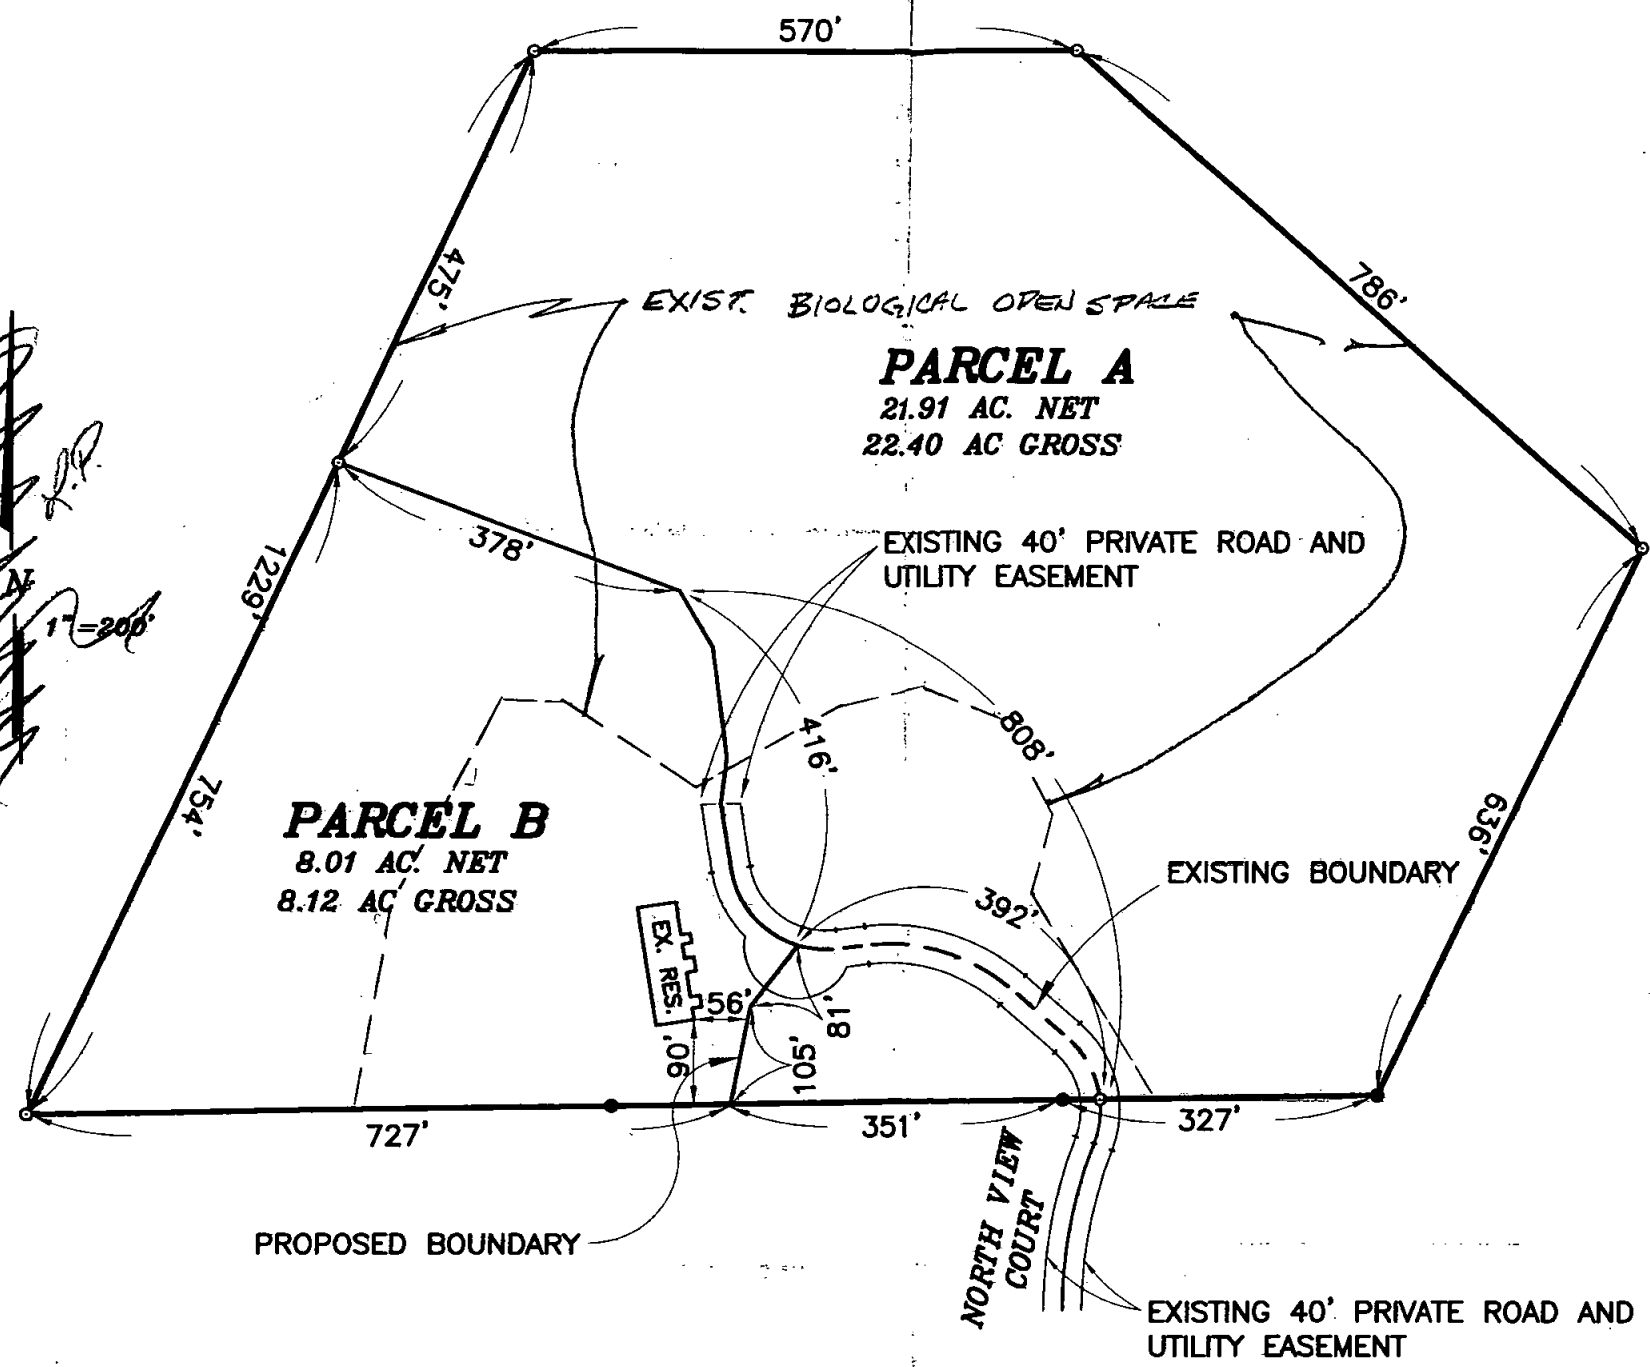 570'
475'
786'
EXIST. BIOLOGICAL OPEN SPACE
PARCEL A
21.91 AC. NET
22.40 AC GROSS
R.P.
378'
EXISTING 40' PRIVATE ROAD AND
UTILITY EASEMENT
1229'
N
1"=200'
416'
808'
754'
636'
PARCEL B
8.01 AC. NET
8.12 AC GROSS
EXISTING BOUNDARY
392'
EX. RES.
56'
81'
90'
105'
727'
351'
327'
NORTH VIEW
COURT
PROPOSED BOUNDARY
EXISTING 40' PRIVATE ROAD AND
UTILITY EASEMENT